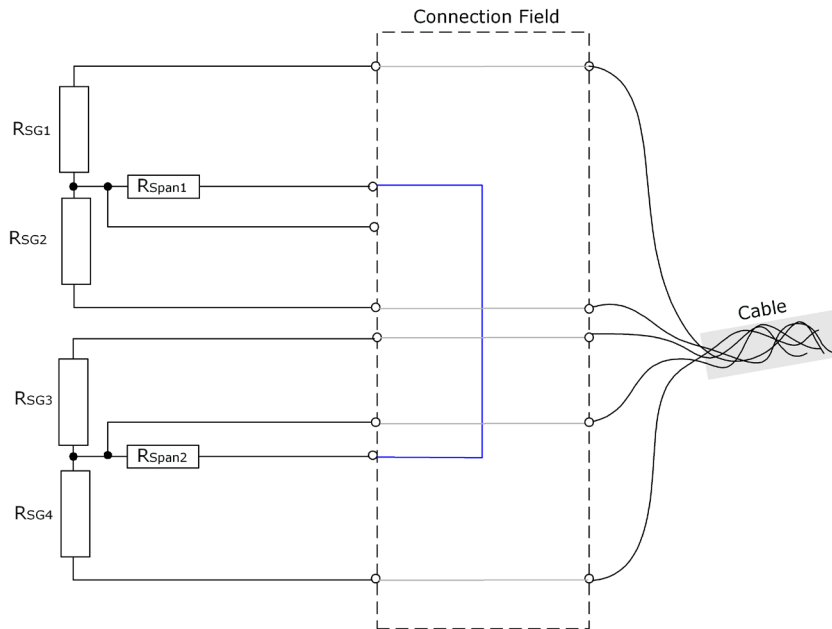 Connection Field
RSG1
RSpan1
RSG2
Cable
RSG3
RSpan2
RSG4